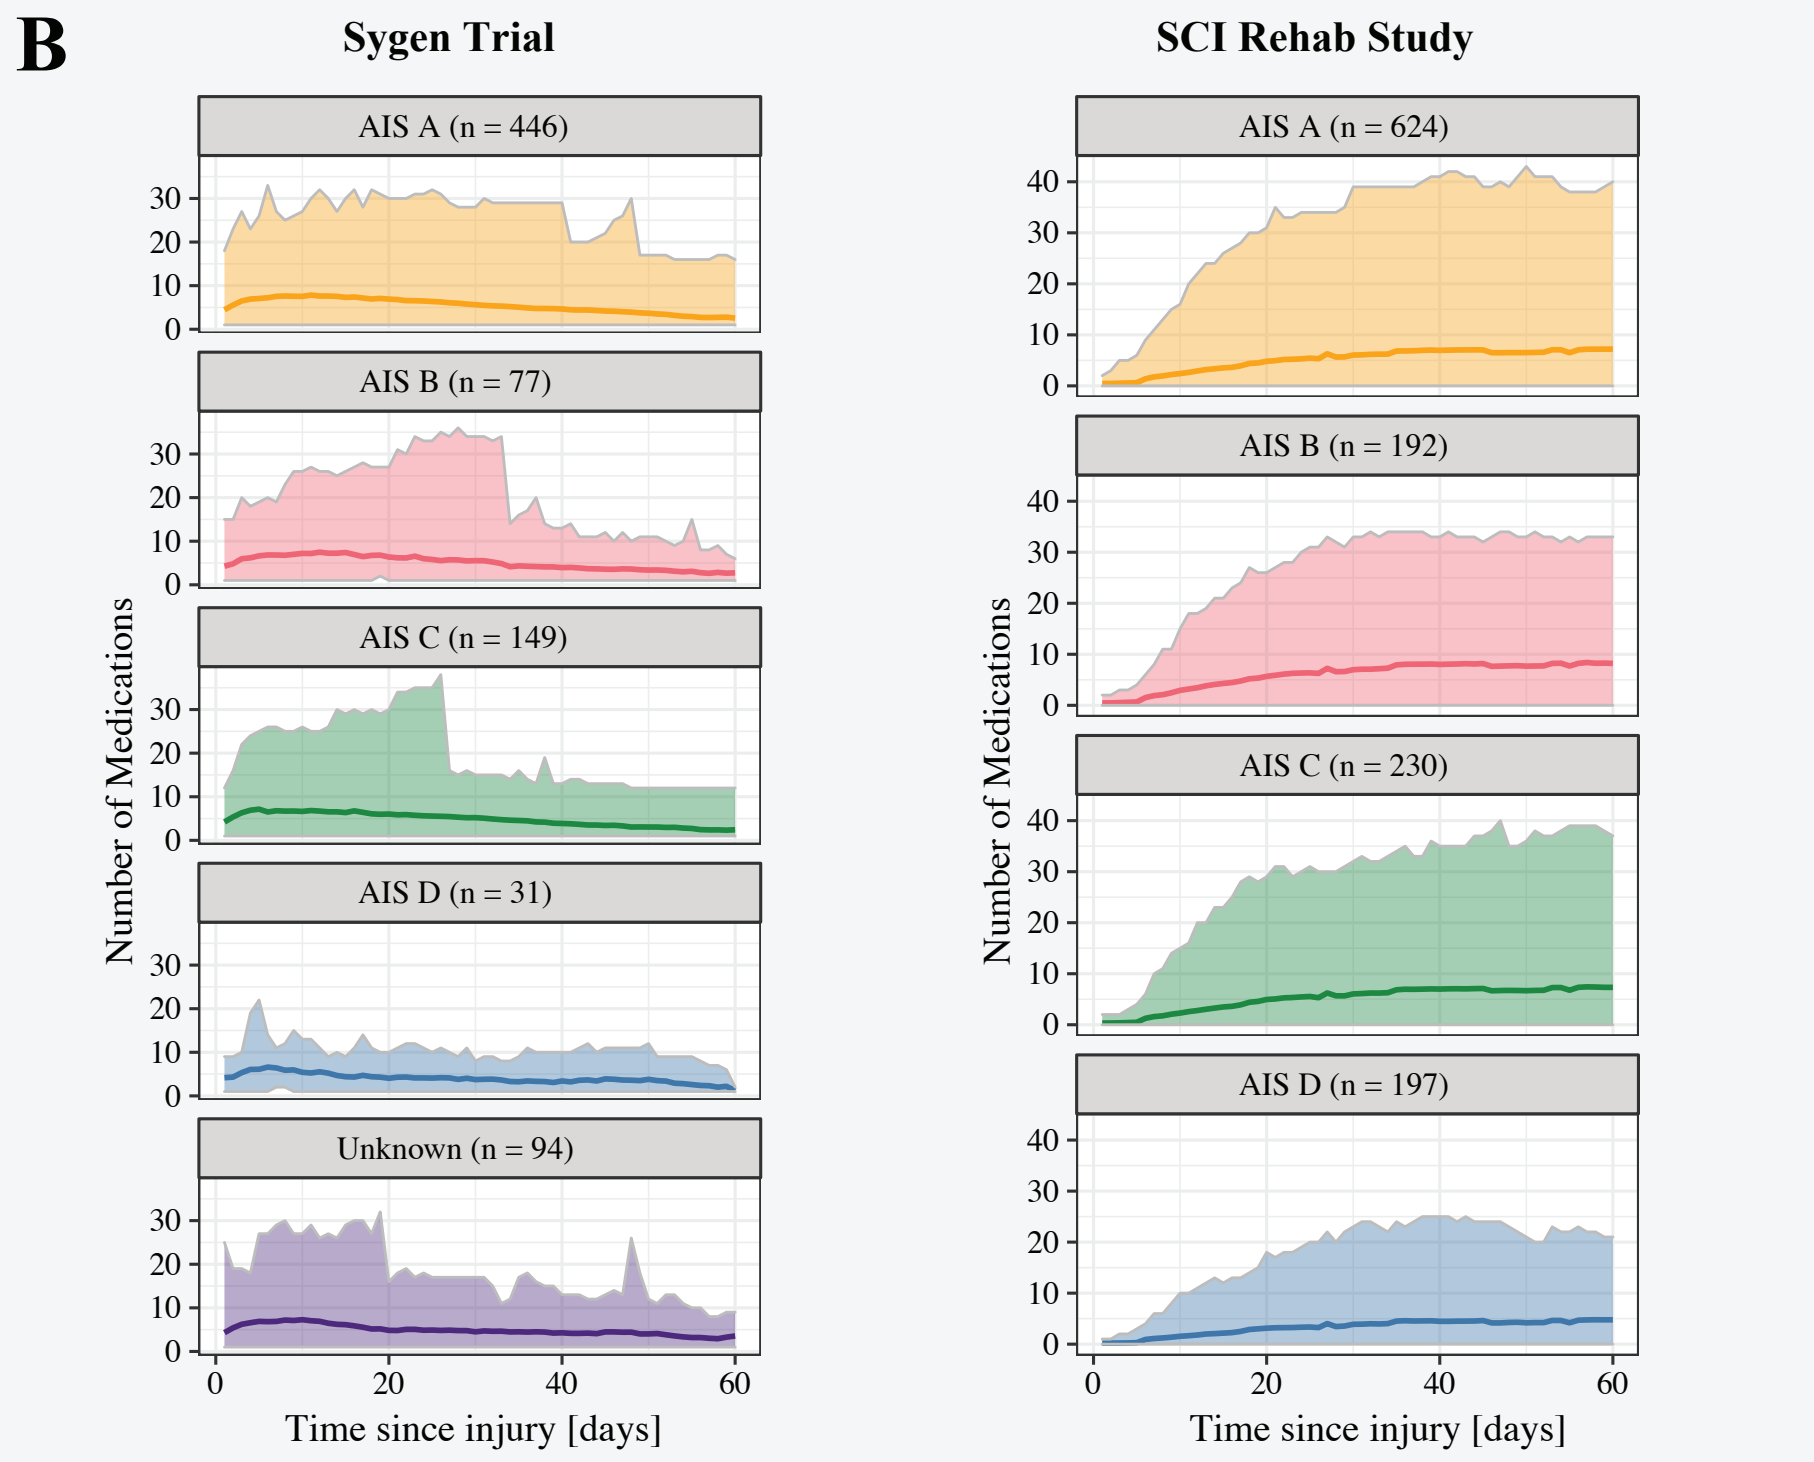 B
Sygen Trial
AIS A (n = 446)
30
20
10
0
AIS B (n = 77)
30
20
10
0
AIS C (n = 149)
30
20
10
0
AIS D (n = 31)
30
20
10
0
Unknown (n = 94)
30
20
10
0
0 20 40 60
Number of Medications
Time since injury [days]
SCI Rehab Study
AIS A (n = 624)
40
30
20
10
0
AIS B (n = 192)
40
30
20
10
0
AIS C (n = 230)
40
30
20
10
0
AIS D (n = 197)
40
30
20
10
0
0 20 40 60
Number of Medications
Time since injury [days]